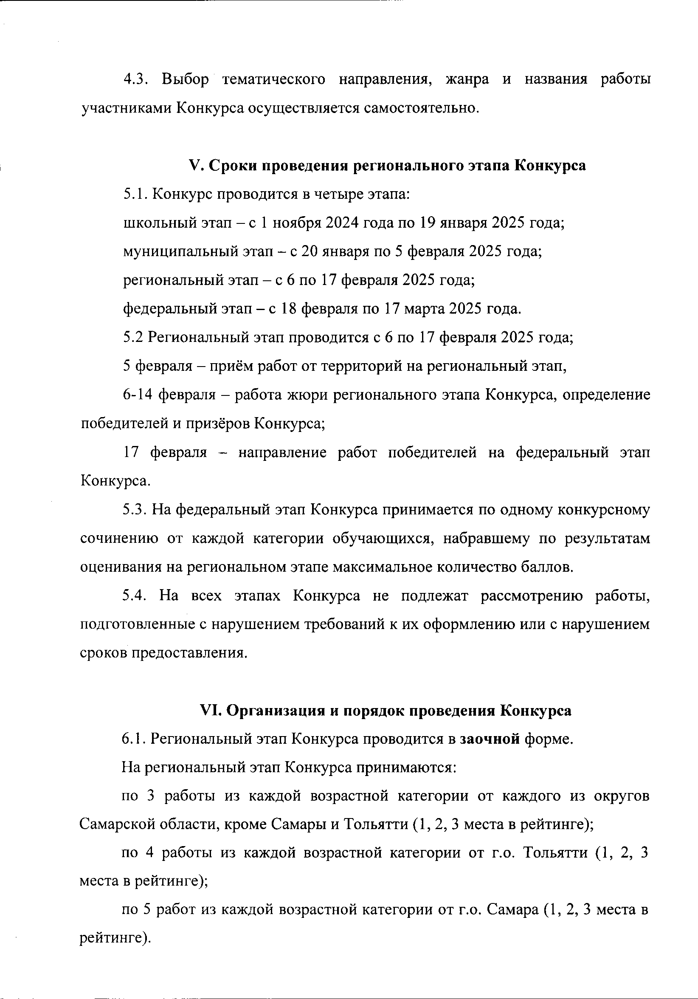 4.3. Выбор тематического направления, жанра и названия работы
участниками Конкурса осуществляется самостоятельно.
V. Сроки проведения регионального этапа Конкурса
5.1. Конкурс проводится в четыре этапа:
школьный этап – с 1 ноября 2024 года по 19 января 2025 года;
муниципальный этап – с 20 января по 5 февраля 2025 года;
региональный этап – с 6 по 17 февраля 2025 года;
федеральный этап – с 18 февраля по 17 марта 2025 года.
5.2 Региональный этап проводится с 6 по 17 февраля 2025 года;
5 февраля – приём работ от территорий на региональный этап,
6-14 февраля – работа жюри регионального этапа Конкурса, определение
победителей и призёров Конкурса;
17 февраля – направление работ победителей на федеральный этап
Конкурса.
5.3. На федеральный этап Конкурса принимается по одному конкурсному
сочинению от каждой категории обучающихся, набравшему по результатам
оценивания на региональном этапе максимальное количество баллов.
5.4. На всех этапах Конкурса не подлежат рассмотрению работы,
подготовленные с нарушением требований к их оформлению или с нарушением
сроков предоставления.
VI. Организация и порядок проведения Конкурса
6.1. Региональный этап Конкурса проводится в заочной форме.
На региональный этап Конкурса принимаются:
по 3 работы из каждой возрастной категории от каждого из округов
Самарской области, кроме Самары и Тольятти (1, 2, 3 места в рейтинге);
по 4 работы из каждой возрастной категории от г.о. Тольятти (1, 2, 3
места в рейтинге);
по 5 работ из каждой возрастной категории от г.о. Самара (1, 2, 3 места в
рейтинге).